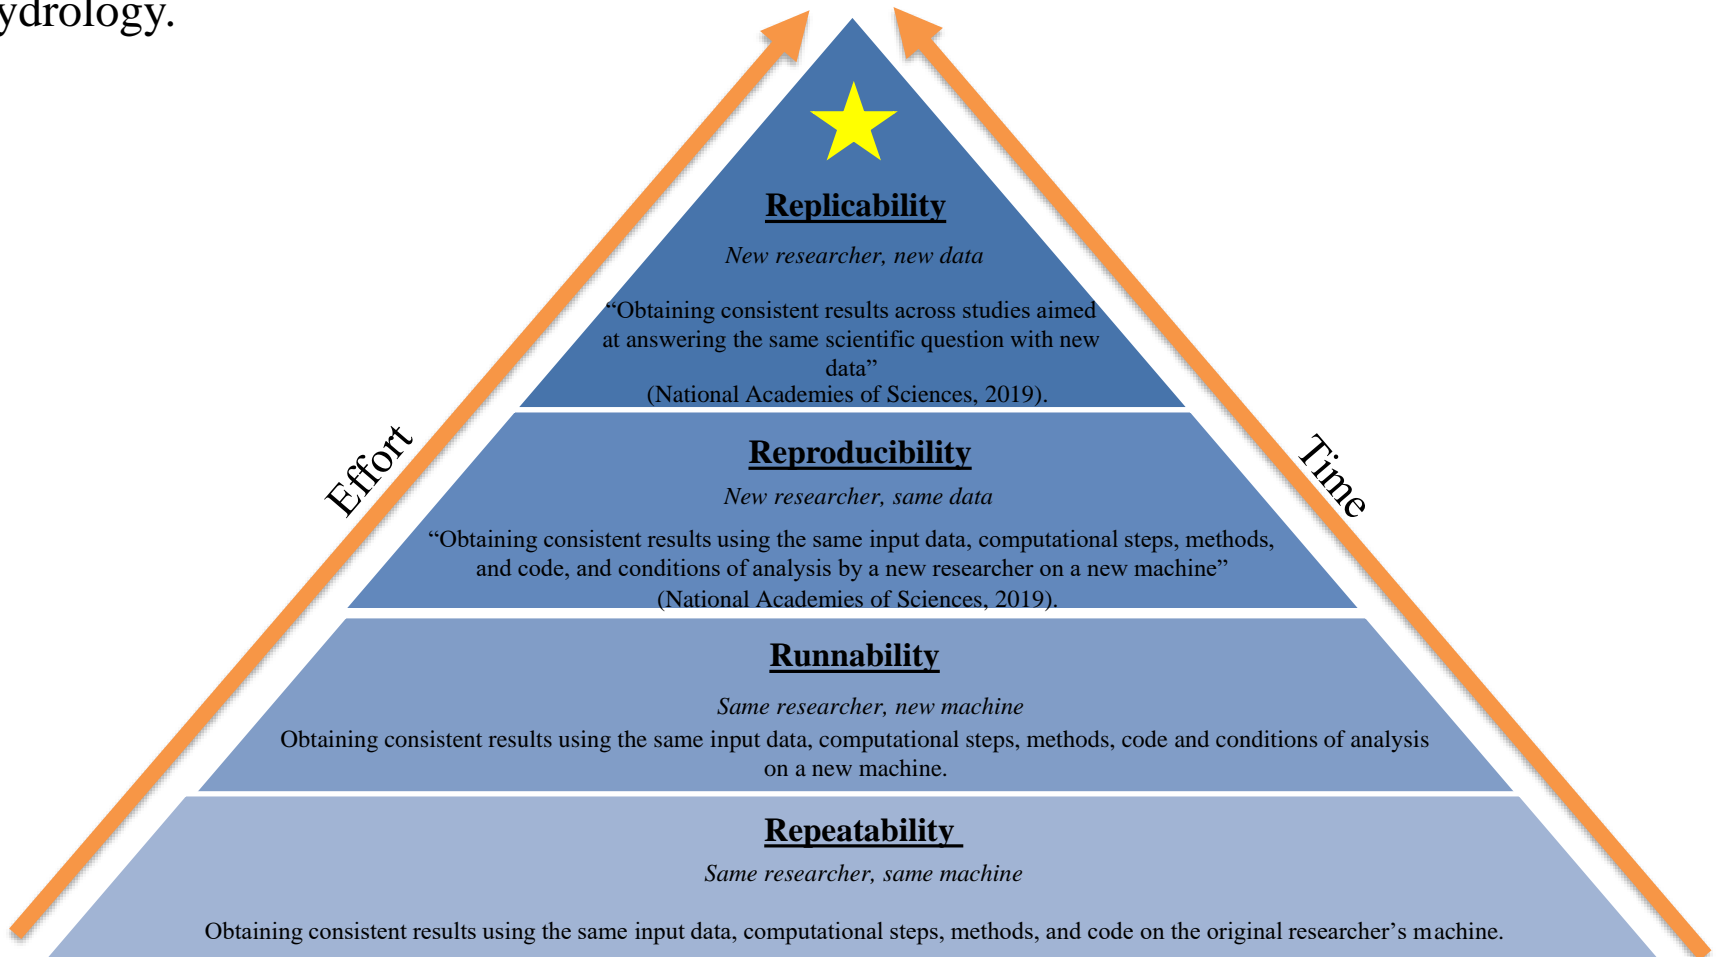 ydrology.
Replicability
New researcher, new data
“Obtaining consistent results across studies aimed
at answering the same scientific question with new
data”
(National Academies of Sciences, 2019).
Effort
Time
Reproducibility
New researcher, same data
“Obtaining consistent results using the same input data, computational steps, methods,
and code, and conditions of analysis by a new researcher on a new machine”
(National Academies of Sciences, 2019).
Runnability
Same researcher, new machine
Obtaining consistent results using the same input data, computational steps, methods, code and conditions of analysis
on a new machine.
Repeatability
Same researcher, same machine
Obtaining consistent results using the same input data, computational steps, methods, and code on the original researcher’s machine.